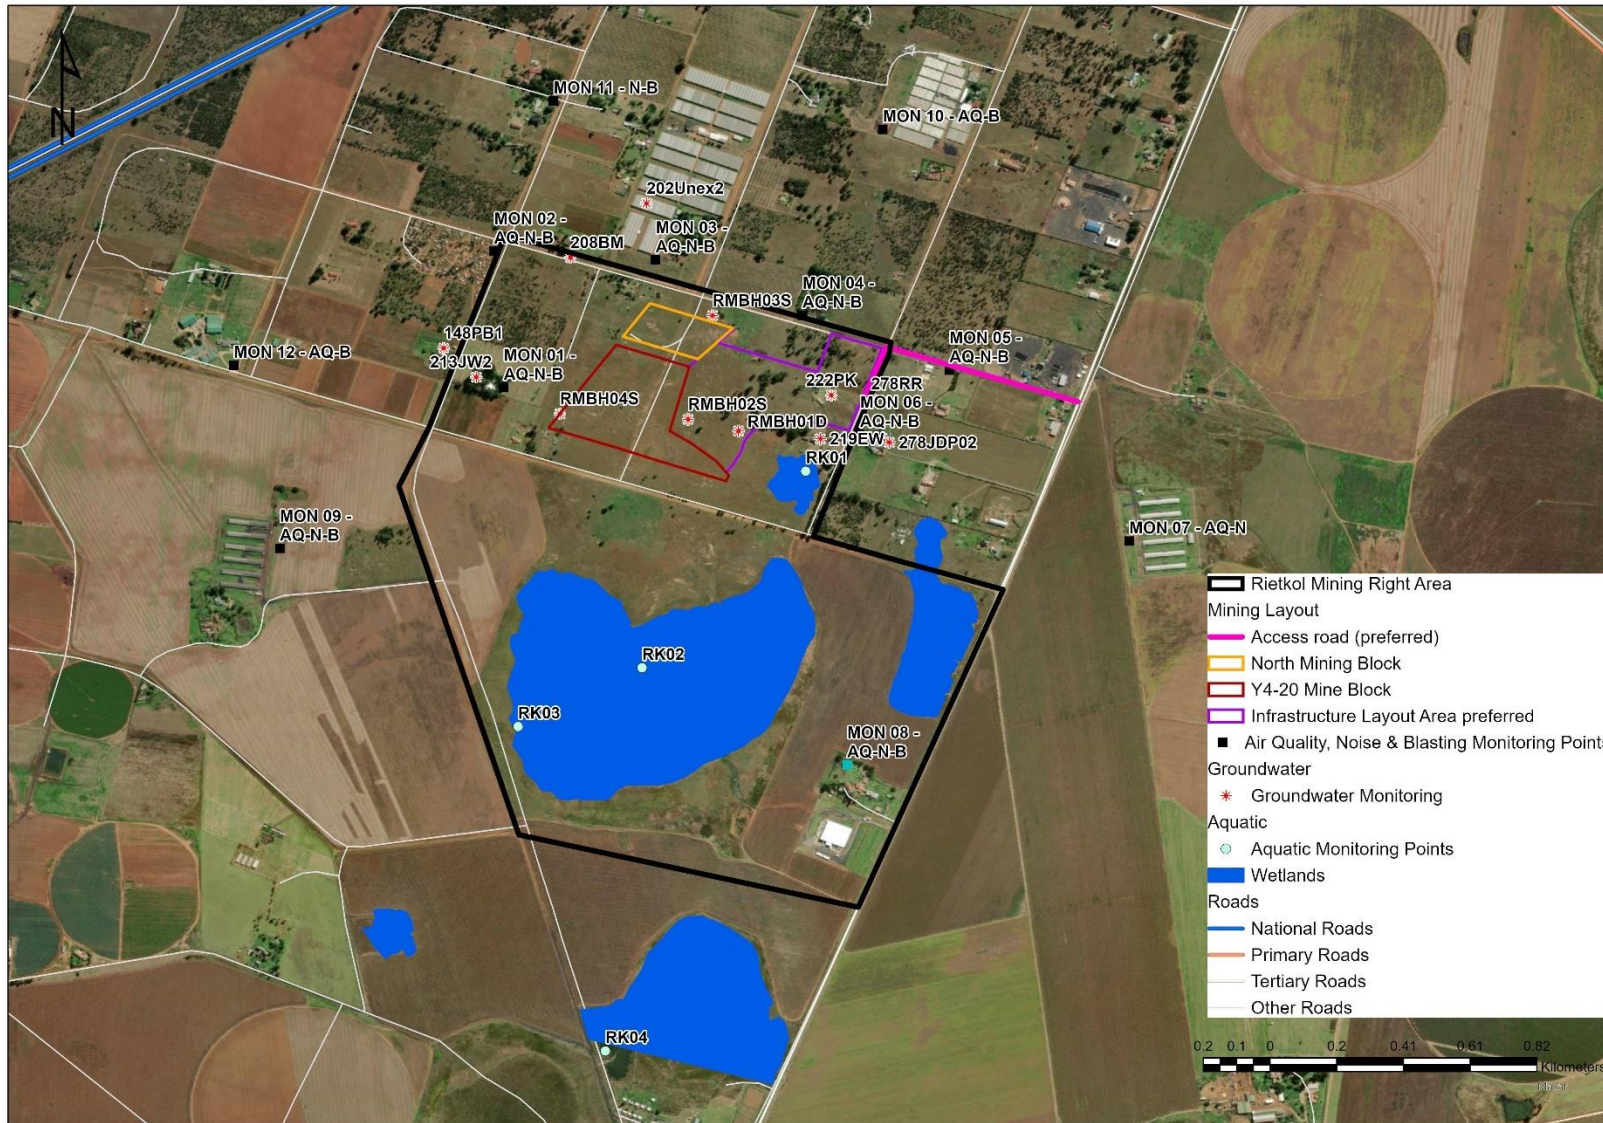 N
MON 11 - N-B
MON 10 - AQ-B
202Unex2
MON 02 -
AQ-N-B
208BM
MON 03 -
AQ-N-B
RMBH03S
MON 04 -
AQ-N-B
148PB1
MON 12 - AQ-B
213JW2
MON 01 -
AQ-N-B
MON 05 -
AQ-N-B
222PK
278RR
RMBH04S
RMBH02S
RMBH01D
MON 06 -
AQ-N-B
219EW
278JDP02
RK01
MON 09 -
AQ-N-B
MON 07 - AQ-N
RK02
RK03
MON 08 -
AQ-N-B
RK04
Rietkol Mining Right Area
Mining Layout
Access road (preferred)
North Mining Block
Y4-20 Mine Block
Infrastructure Layout Area preferred
Air Quality, Noise & Blasting Monitoring Points
Groundwater
Groundwater Monitoring
Aquatic
Aquatic Monitoring Points
Wetlands
Roads
National Roads
Primary Roads
Tertiary Roads
Other Roads
0.2 0.1 0 0.2 0.41 0.61 0.82
Kilometers